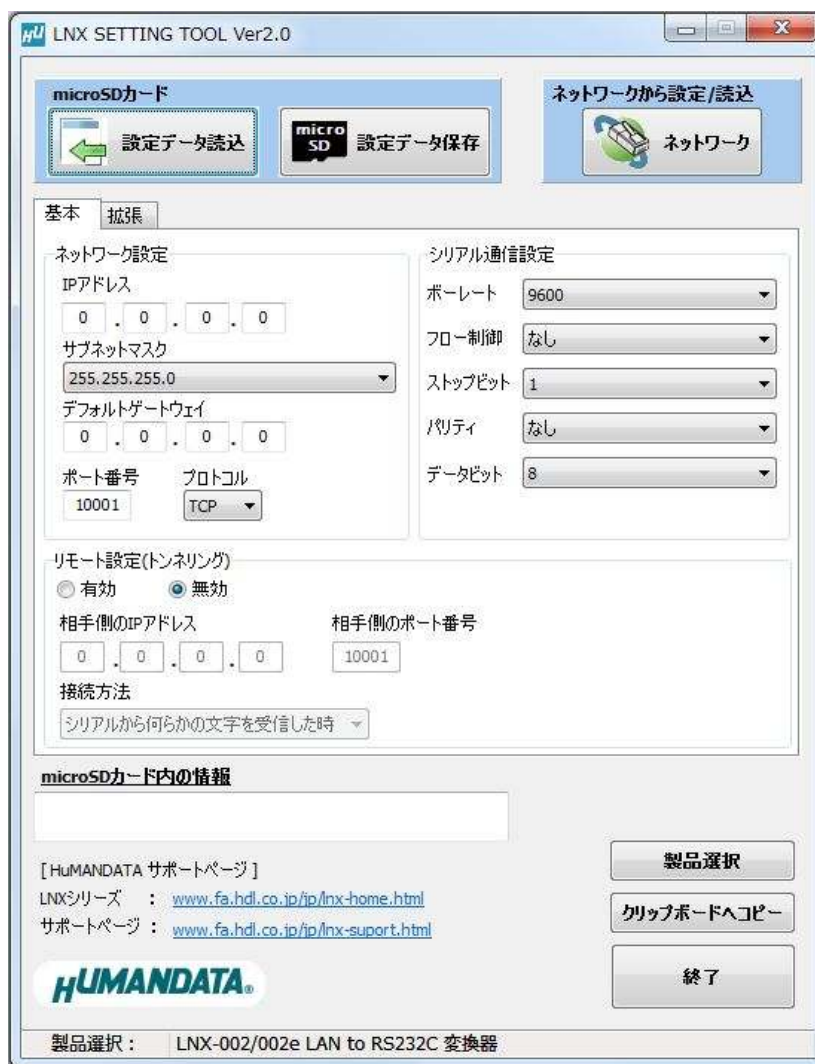 HU LNX SETTING TOOL Ver2.0
microSDカード
設定データ読込
micro SD 設定データ保存
ネットワークから設定/読込
ネットワーク
基本 拡張
ネットワーク設定
IPアドレス
0 . 0 . 0 . 0
サブネットマスク
255.255.255.0
デフォルトゲートウェイ
0 . 0 . 0 . 0
ポート番号 プロトコル
10001 TCP
シリアル通信設定
ボーレート 9600
フロー制御 なし
ストップビット 1
パリティ なし
データビット 8
リモート設定(トンネリング)
有効 無効
相手側のIPアドレス 相手側のポート番号
0 . 0 . 0 . 0 10001
接続方法
シリアルから何らかの文字を受信した時
microSDカード内の情報
[HuMANDATA サポートページ]
LNXシリーズ : www.fa.hdl.co.jp/jp/lnx-home.html
サポートページ : www.fa.hdl.co.jp/jp/lnx-suport.html
HUMANDATA®
製品選択
クリップボードへコピー
終了
製品選択: LNX-002/002e LAN to RS232C 変換器